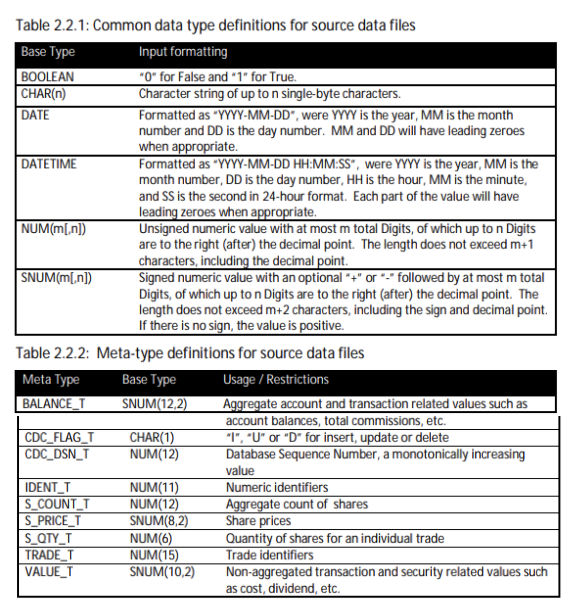 Table 2.2.1: Common data type definitions for source data files
Base Type Input formatting
BOOLEAN "0" for False and "1" for True.
CHAR(n) Character string of up to n single-byte characters.
DATE Formatted as "YYYY-MM-DD", were YYYY is the year, MM is the month
number and DD is the day number. MM and DD will have leading zeroes
when appropriate.
DATETIME Formatted as "YYYY-MM-DD HH:MM:SS", were YYYY is the year, MM is the
month number, DD is the day number, HH is the hour, MM is the minute,
and SS is the second in 24-hour format. Each part of the value will have
leading zeroes when appropriate.
NUM(m[,n]) Unsigned numeric value with at most m total Digits, of which up to n Digits
are to the right (after) the decimal point. The length does not exceed m+1
characters, including the decimal point.
SNUM(m[,n]) Signed numeric value with an optional "+" or "-" followed by at most m total
Digits, of which up to n Digits are to the right (after) the decimal point. The
length does not exceed m+2 characters, including the sign and decimal point.
If there is no sign, the value is positive.
Table 2.2.2: Meta-type definitions for source data files
Meta Type Base Type Usage / Restrictions
BALANCE_T SNUM(12,2) Aggregate account and transaction related values such as
account balances, total commissions, etc.
CDC_FLAG_T CHAR(1) "I", "U" or "D" for insert, update or delete
CDC_DSN_T NUM(12) Database Sequence Number, a monotonically increasing
value
IDENT_T NUM(11) Numeric identifiers
S_COUNT_T NUM(12) Aggregate count of shares
S_PRICE_T SNUM(8,2) Share prices
S_QTY_T NUM(6) Quantity of shares for an individual trade
TRADE_T NUM(15) Trade identifiers
VALUE_T SNUM(10,2) Non-aggregated transaction and security related values such
as cost, dividend, etc.